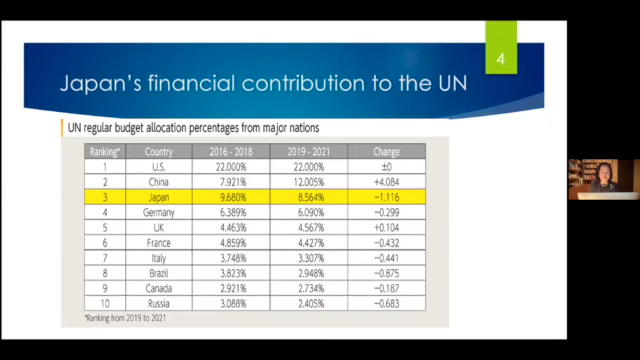 4
Japan's financial contribution to the UN
UN regular budget allocation percentages from major nations
Ranking* Country 2016 - 2018 2019 - 2021 Change
1 U.S. 22.000% 22.000% ±0
2 China 7.921% 12.005% +4.084
3 Japan 9.680% 8.564% −1.116
4 Germany 6.389% 6.090% −0.299
5 UK 4.463% 4.567% +0.104
6 France 4.859% 4.427% −0.432
7 Italy 3.748% 3.307% −0.441
8 Brazil 3.823% 2.948% −0.875
9 Canada 2.921% 2.734% −0.187
10 Russia 3.088% 2.405% −0.683
*Ranking from 2019 to 2021